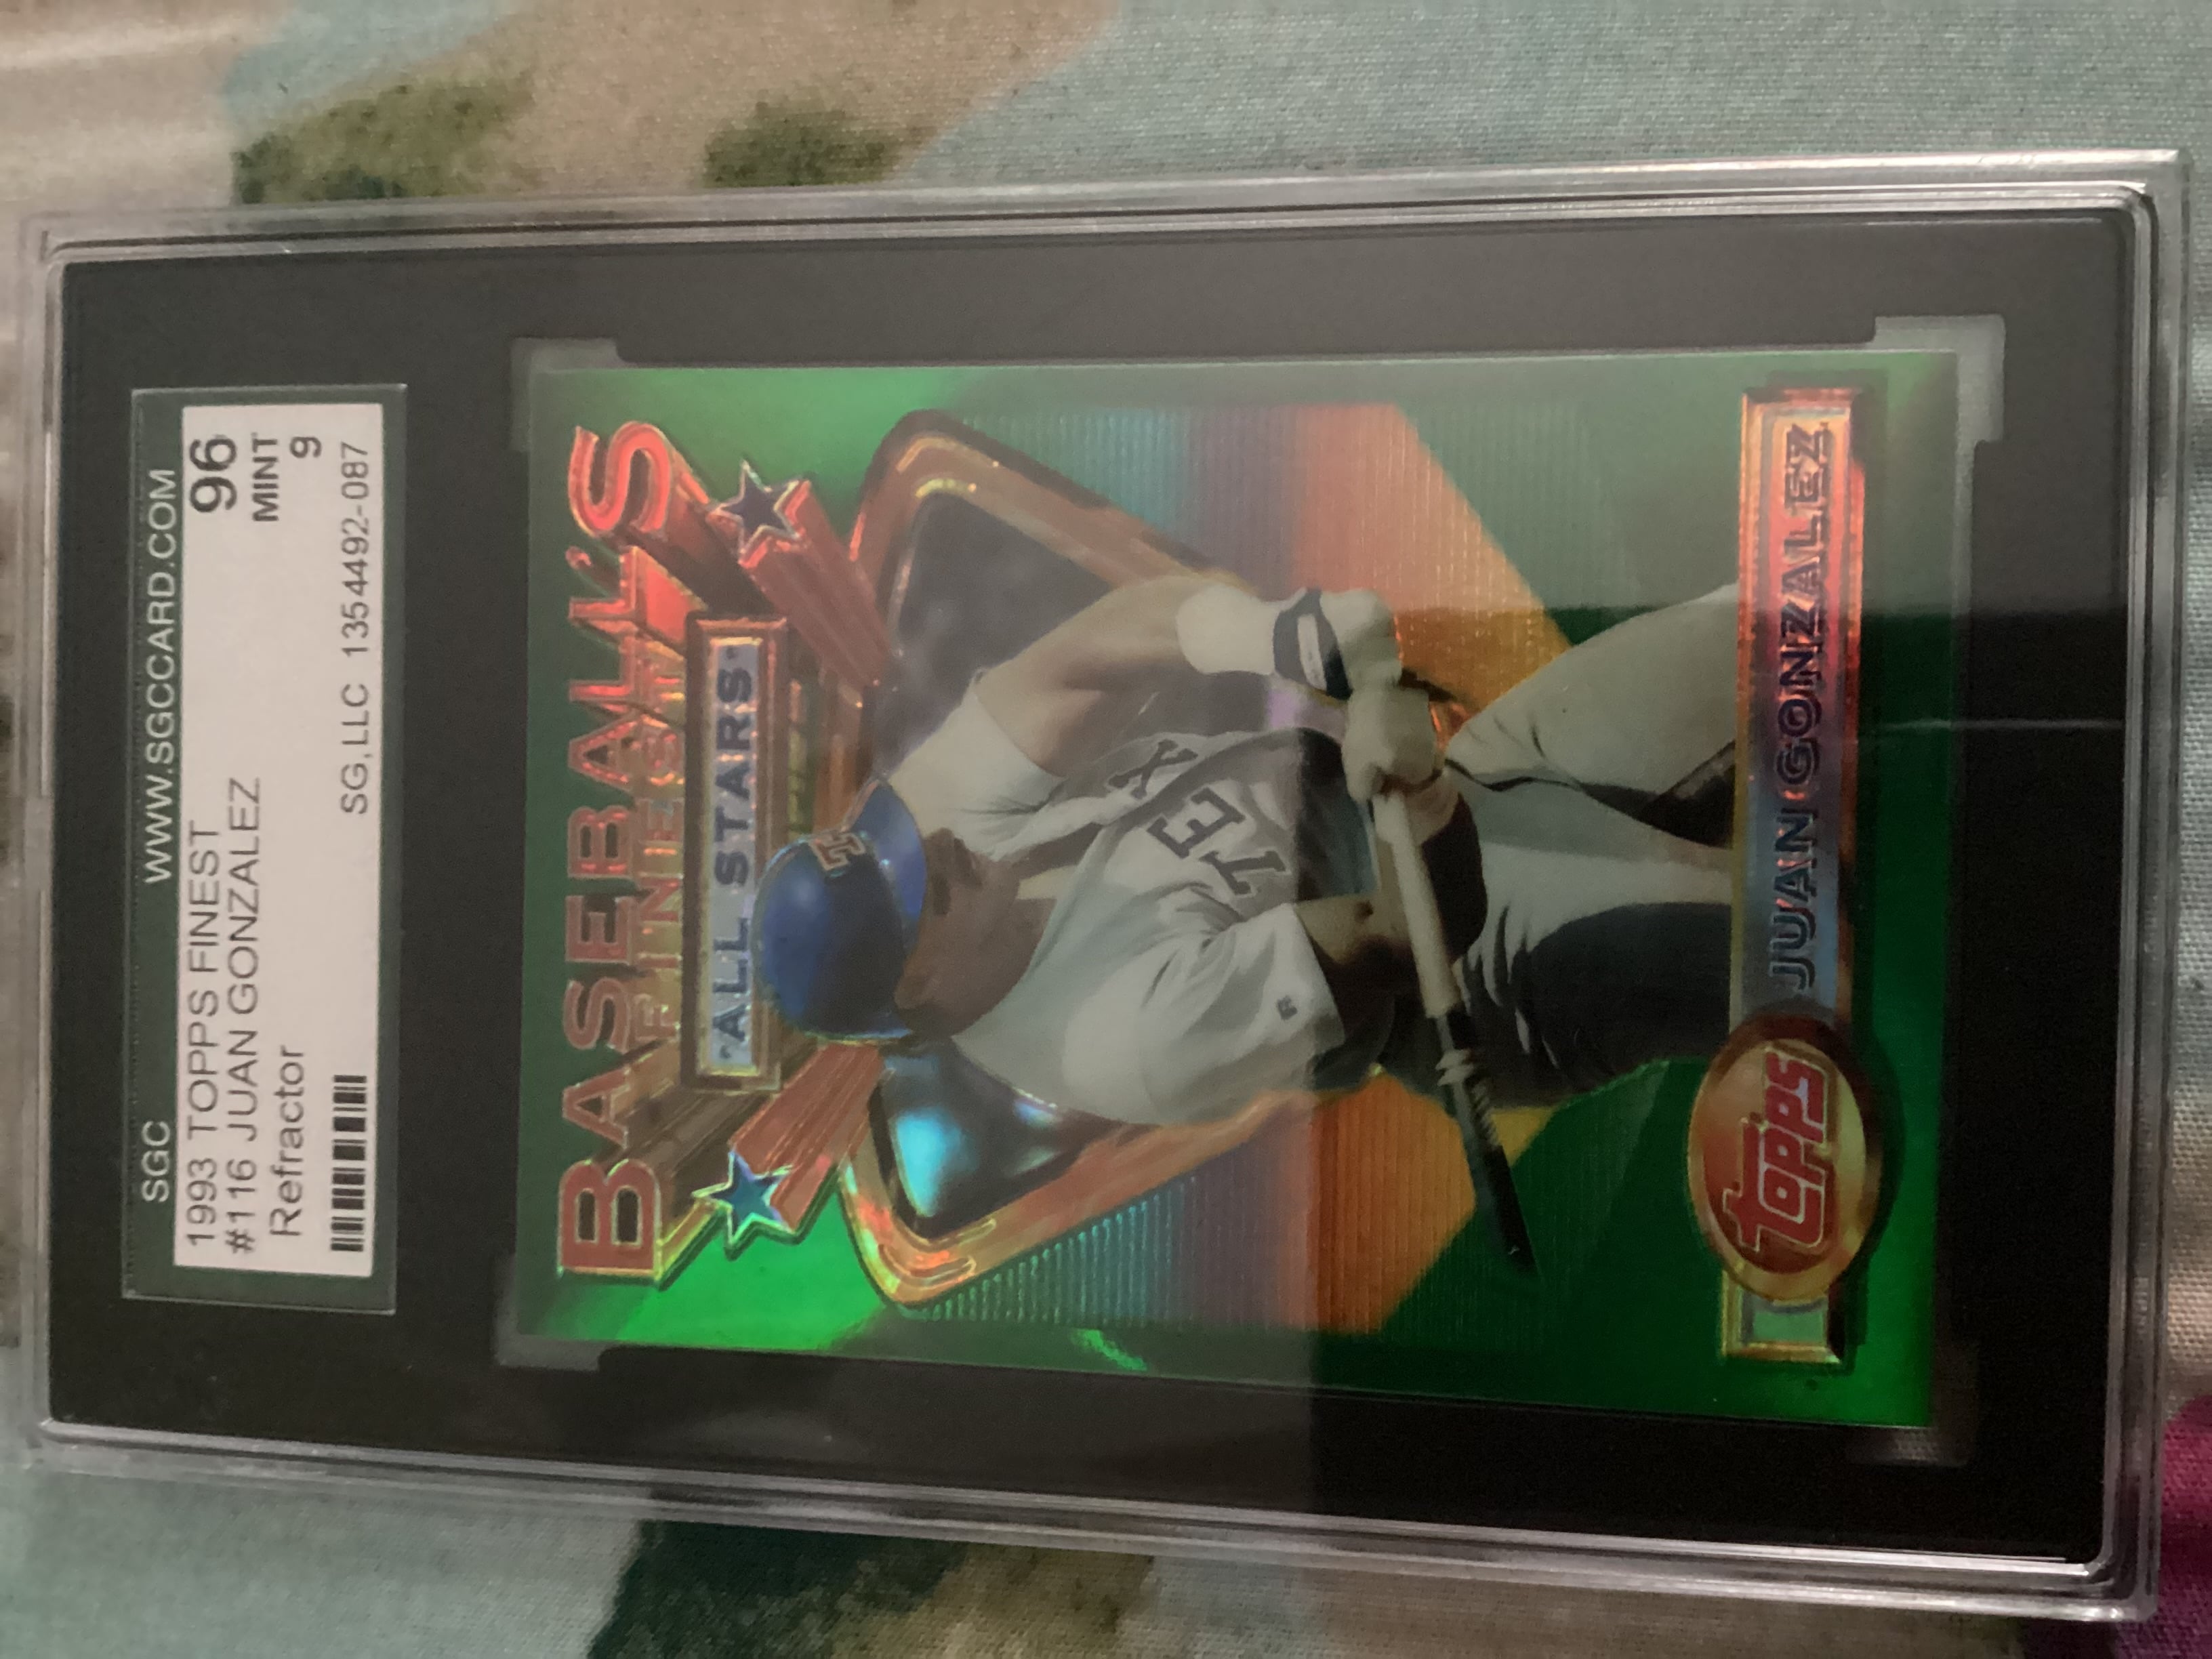 SGC WWW.SGCCARD.COM
1993 TOPPS FINEST 96
#116 JUAN GONZALEZ MINT
Refractor 9
SG,LLC 1354492-087
BASEBALL'S
FINEST
"ALL STARS"
T
TEX
R
TOPPS
JUAN GONZALEZ